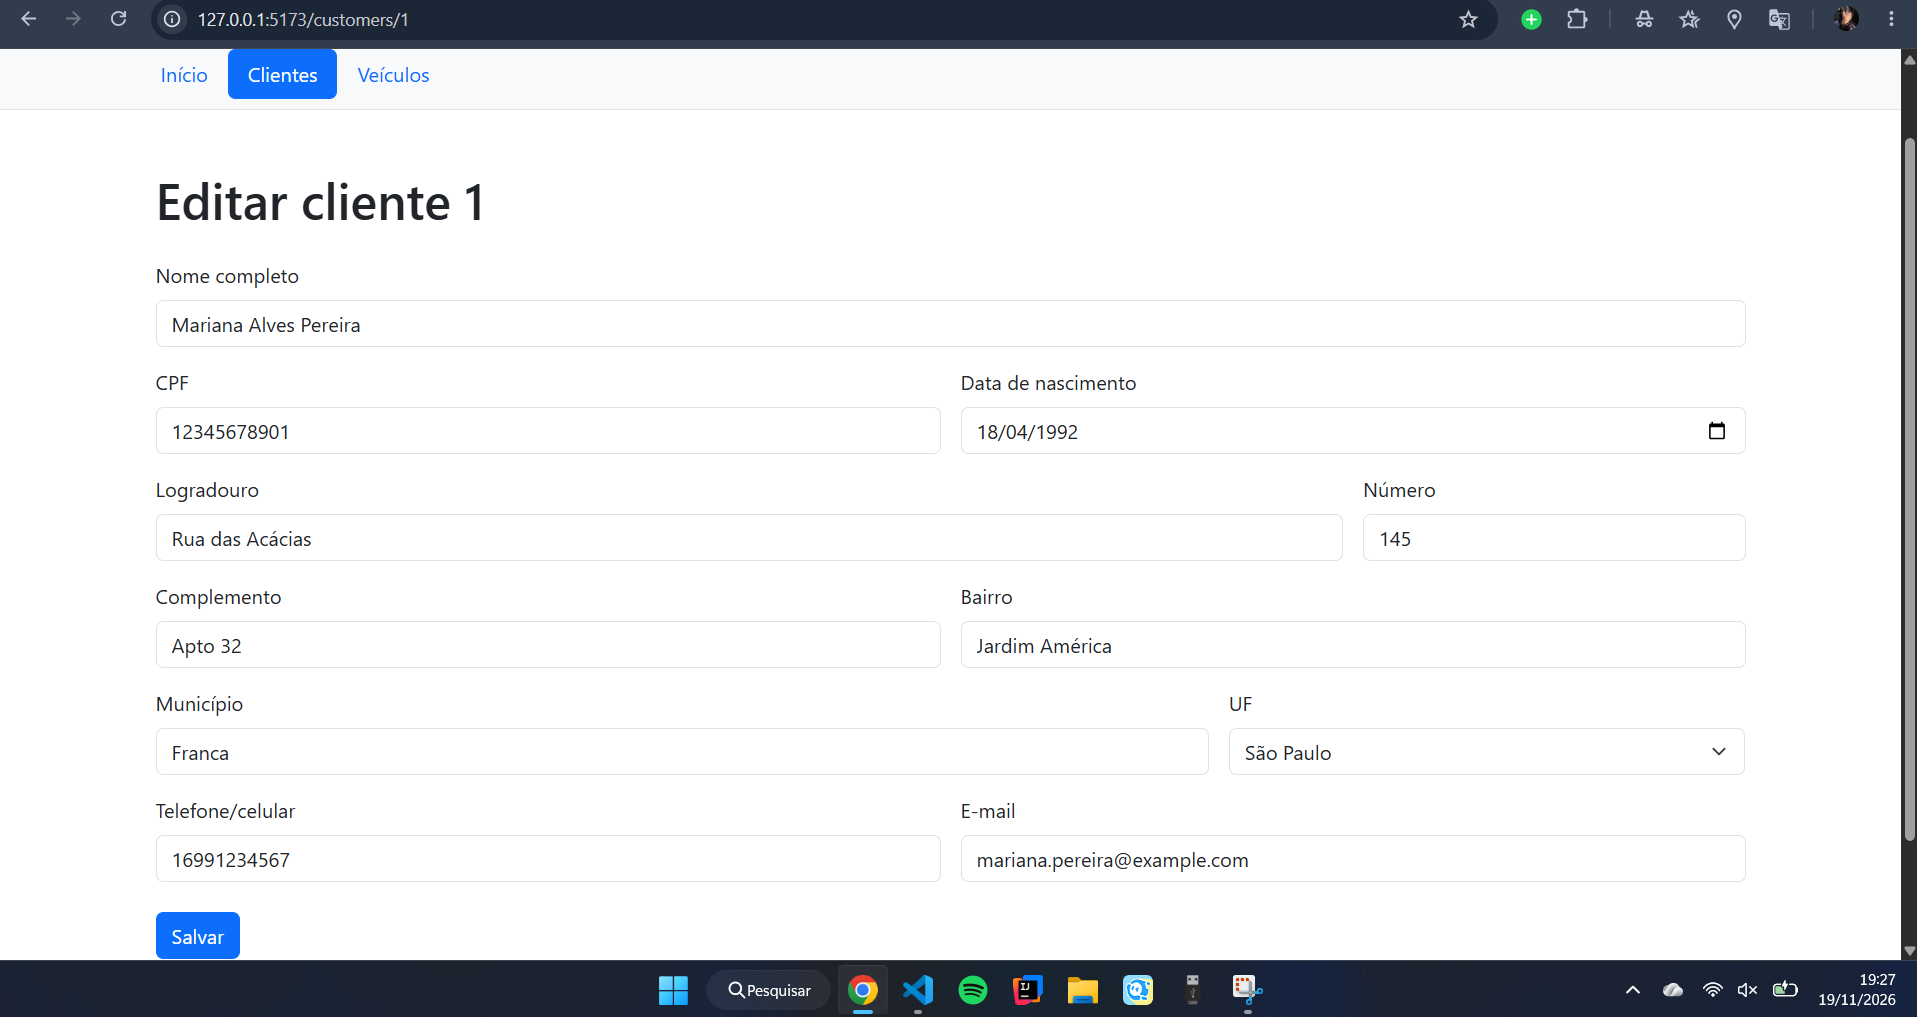 127.0.0.1:5173/customers/1
Início Clientes Veículos
Editar cliente 1
Nome completo
Mariana Alves Pereira
CPF Data de nascimento
12345678901 18/04/1992
Logradouro Número
Rua das Acácias 145
Complemento Bairro
Apto 32 Jardim América
Município UF
Franca São Paulo
Telefone/celular E-mail
16991234567 mariana.pereira@example.com
Salvar
Pesquisar
19:27
19/11/2026